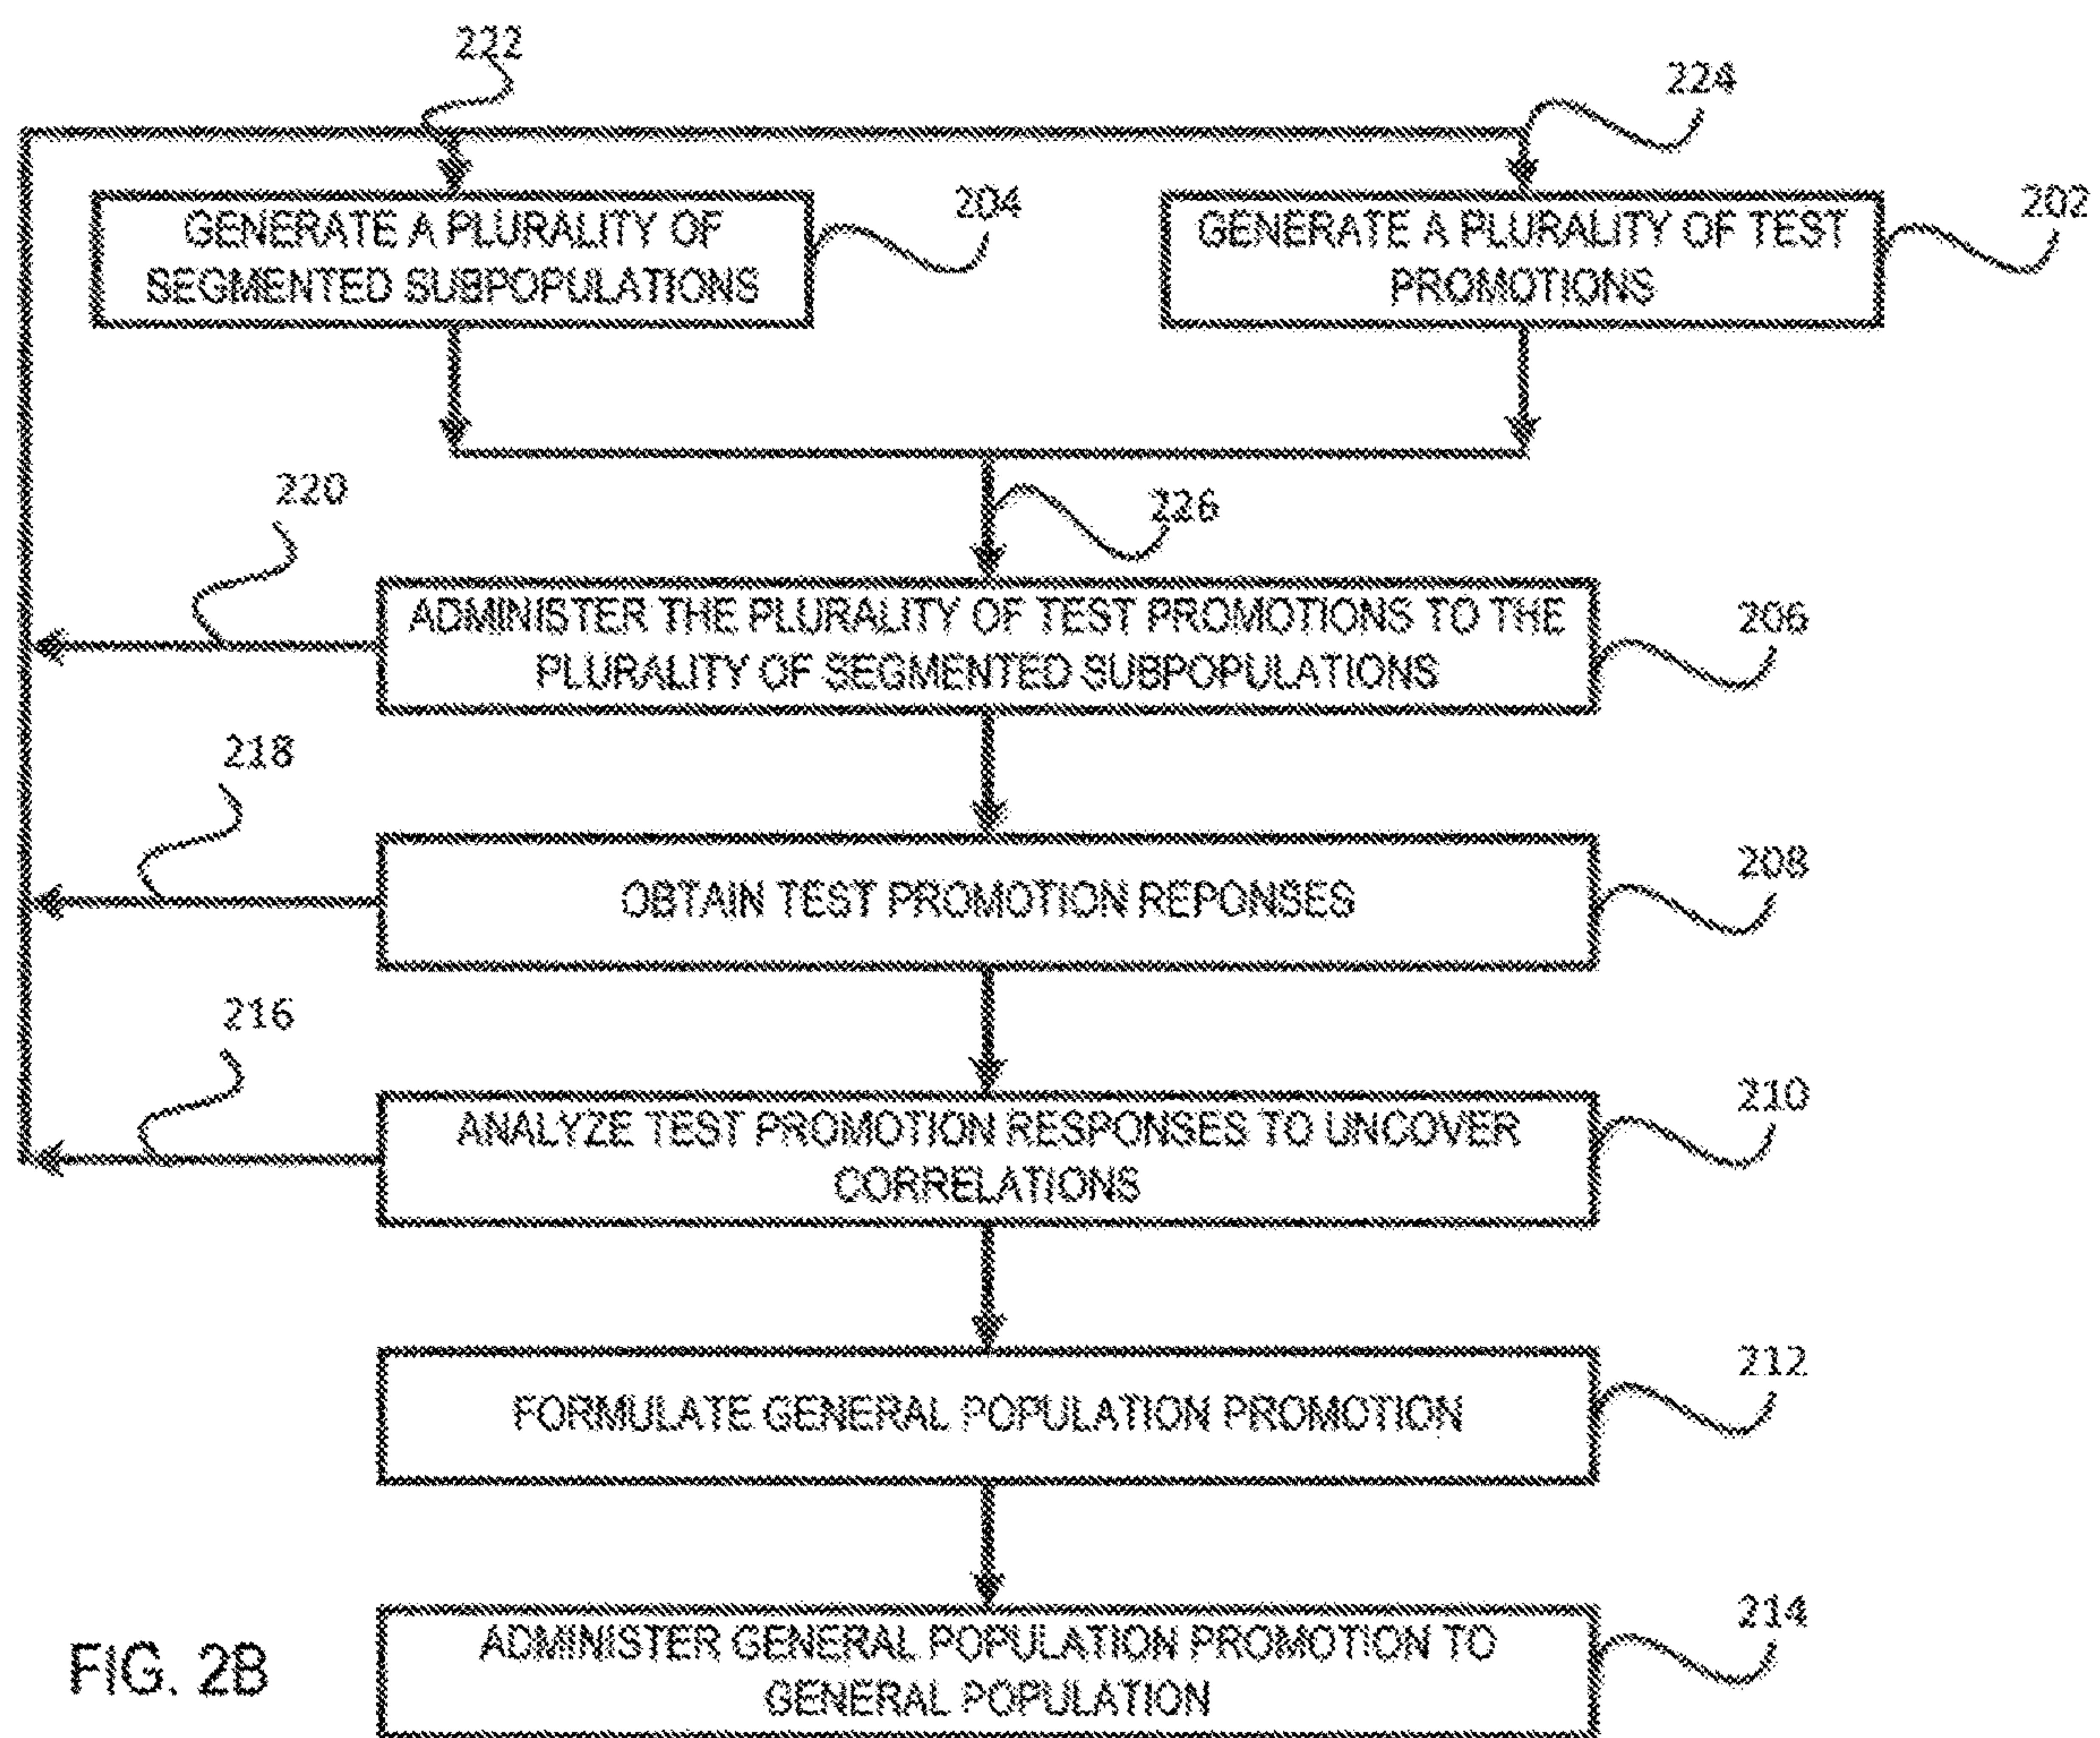 222
224
GENERATE A PLURALITY OF
SEGMENTED SUBPOPULATIONS
204
GENERATE A PLURALITY OF TEST
PROMOTIONS
202
220
226
ADMINISTER THE PLURALITY OF TEST PROMOTIONS TO THE
PLURALITY OF SEGMENTED SUBPOPULATIONS
206
218
OBTAIN TEST PROMOTION REPONSES
208
216
ANALYZE TEST PROMOTION RESPONSES TO UNCOVER
CORRELATIONS
210
FORMULATE GENERAL POPULATION PROMOTION
212
ADMINISTER GENERAL POPULATION PROMOTION TO
GENERAL POPULATION
214
FIG. 2B